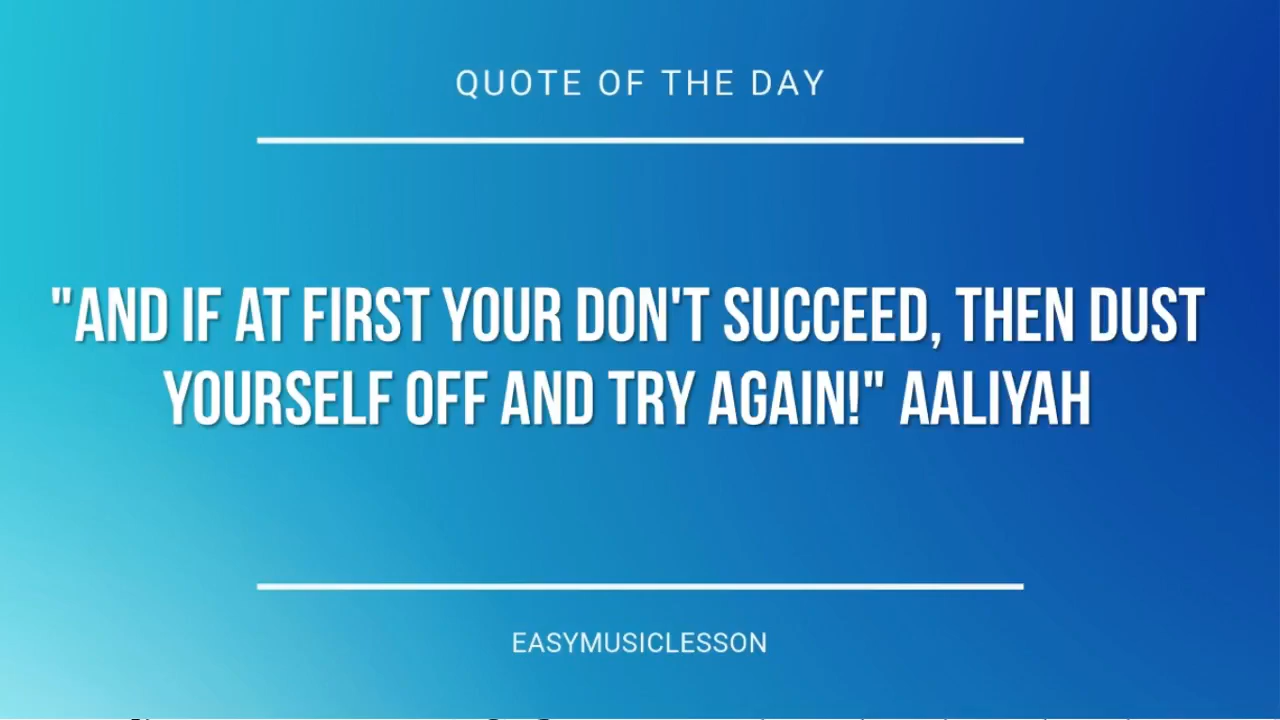 QUOTE OF THE DAY
"AND IF AT FIRST YOUR DON'T SUCCEED, THEN DUST
YOURSELF OFF AND TRY AGAIN!" AALIYAH
EASYMUSICLESSON